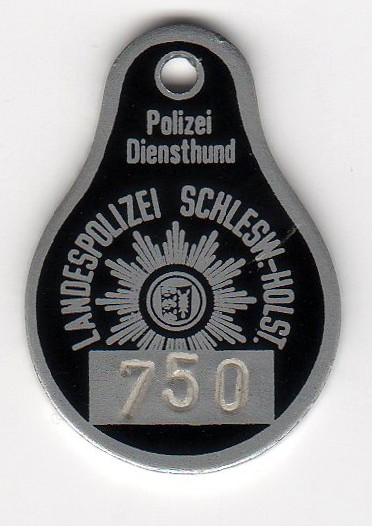 Polizei
Diensthund
LANDESPOLIZEI SCHLESW.-HOLST.
750